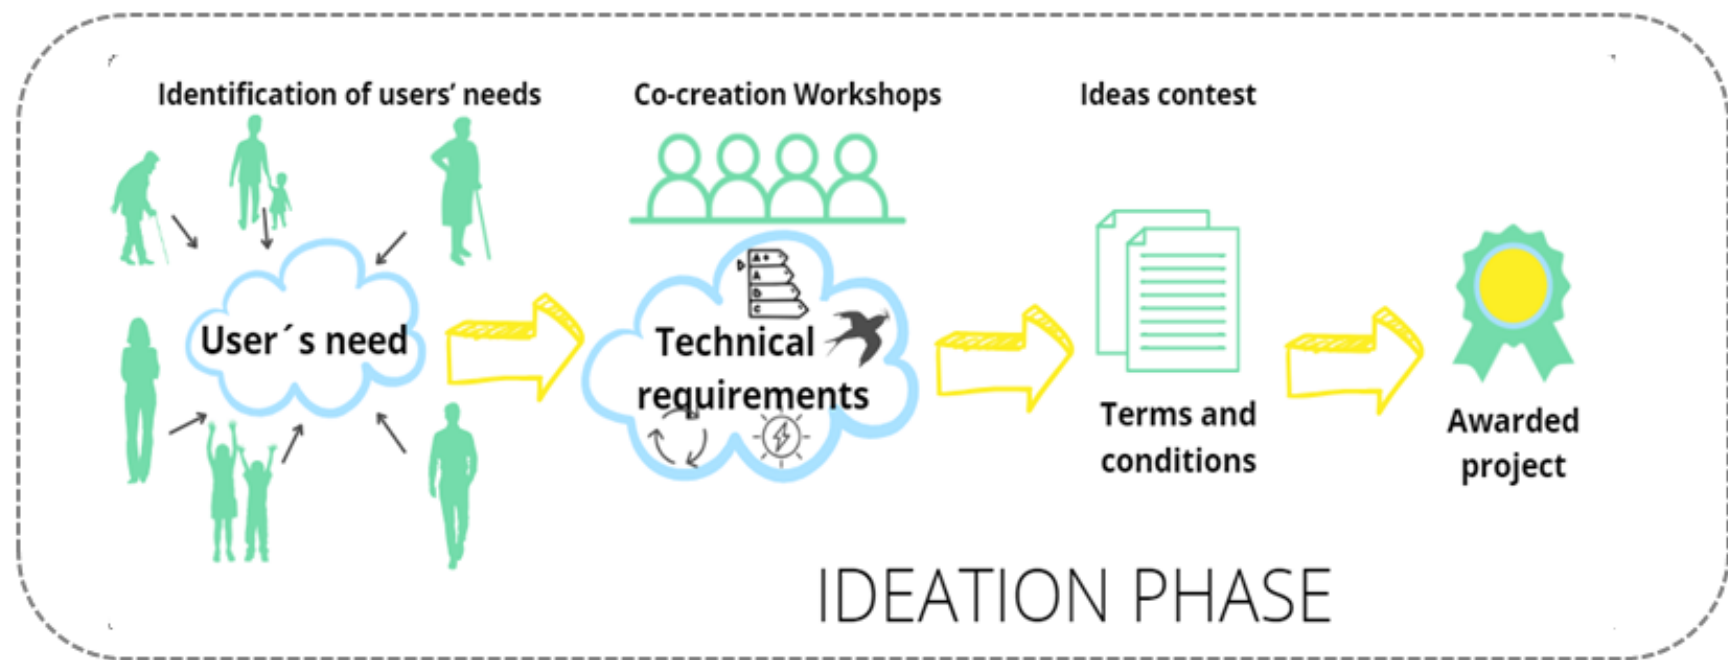 Identification of users’ needs
Co-creation Workshops
Ideas contest
User´s need
A+
A
D
C
D
Technical
requirements
Terms and
conditions
Awarded
project
IDEATION PHASE